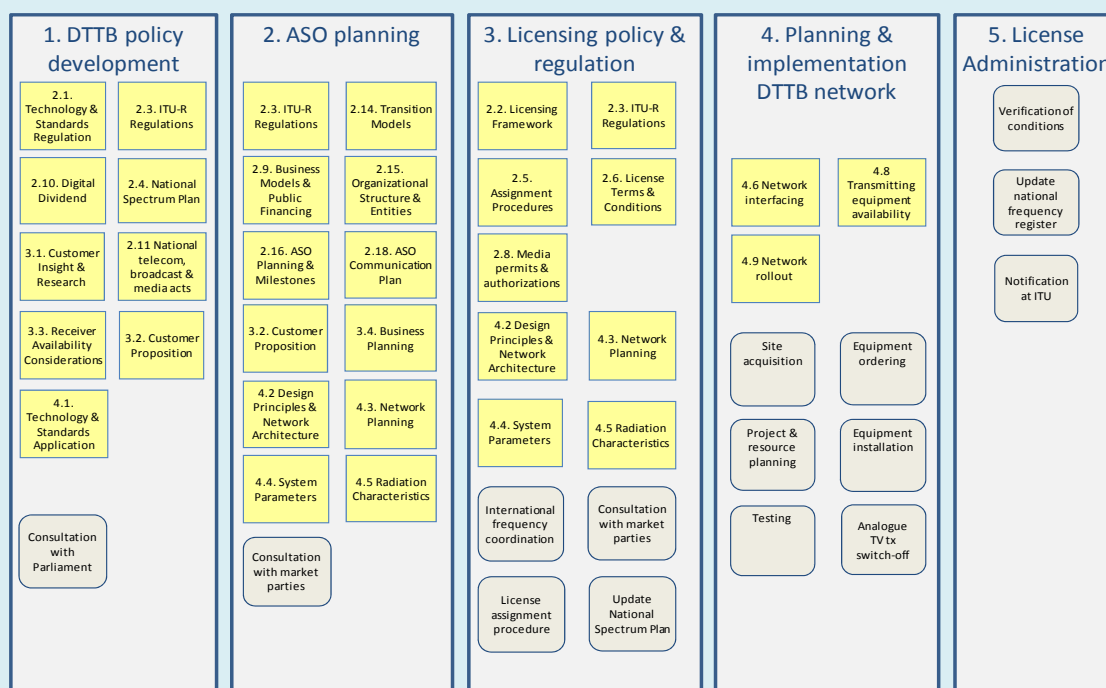 1. DTTB policy
development
2.1.
Technology &
Standards
Regulation
2.3. ITU-R
Regulations
2.10. Digital
Dividend
2.4. National
Spectrum Plan
3.1. Customer
Insight &
Research
2.11 National
telecom,
broadcast &
media acts
3.3. Receiver
Availability
Considerations
3.2. Customer
Proposition
4.1.
Technology &
Standards
Application
Consultation
with
Parliament
2. ASO planning
2.3. ITU-R
Regulations
2.14. Transition
Models
2.9. Business
Models &
Public
Financing
2.15.
Organizational
Structure &
Entities
2.16. ASO
Planning &
Milestones
2.18. ASO
Communication
Plan
3.2. Customer
Proposition
3.4. Business
Planning
4.2 Design
Principles &
Network
Architecture
4.3. Network
Planning
4.4. System
Parameters
4.5 Radiation
Characteristics
Consultation
with market
parties
3. Licensing policy &
regulation
2.2. Licensing
Framework
2.3. ITU-R
Regulations
2.5.
Assignment
Procedures
2.6. License
Terms &
Conditions
2.8. Media
permits &
authorizations
4.2 Design
Principles &
Network
Architecture
4.3. Network
Planning
4.4. System
Parameters
4.5 Radiation
Characteristics
International
frequency
coordination
Consultation
with market
parties
License
assignment
procedure
Update
National
Spectrum Plan
4. Planning &
implementation
DTTB network
4.6 Network
interfacing
4.8
Transmitting
equipment
availability
4.9 Network
rollout
Site
acquisition
Equipment
ordering
Project &
resource
planning
Equipment
installation
Testing
Analogue
TV tx
switch-off
5. License
Administration
Verification of
conditions
Update
national
frequency
register
Notification
at ITU